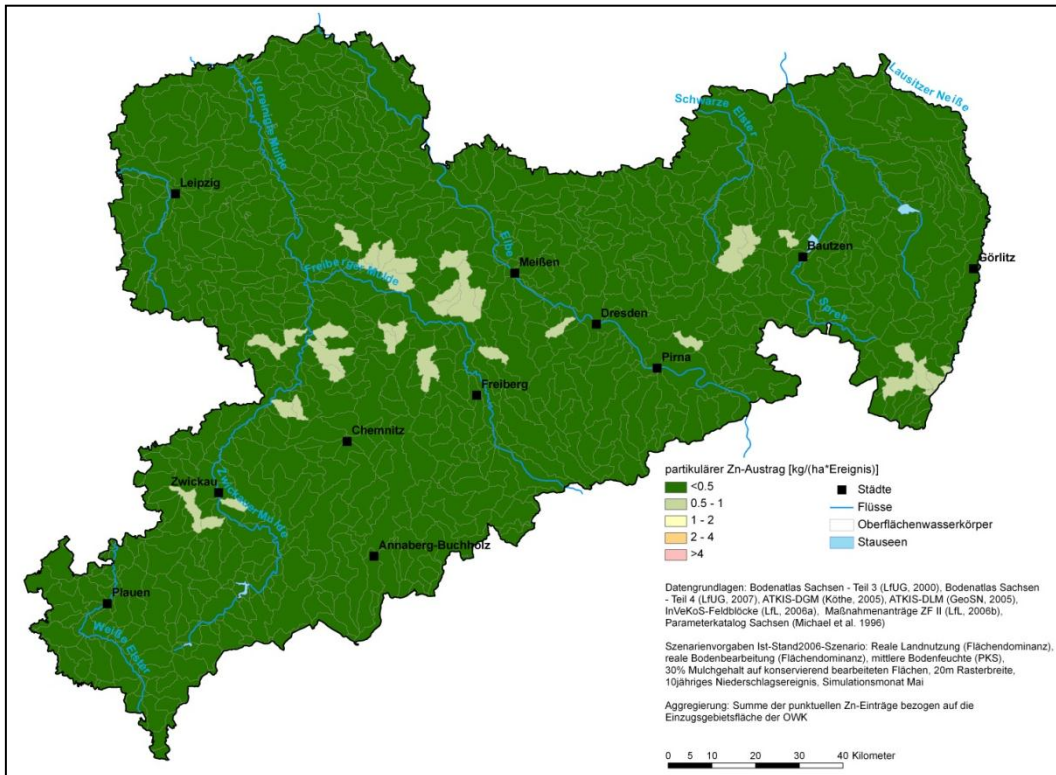 Lausitzer Neiße
Schwarze Elster
Vereinigte Mulde
Leipzig
Elbe
Bautzen
Görlitz
Meißen
Freiberger Mulde
Spree
Dresden
Pirna
Freiberg
Chemnitz
Zwickau
Zwickauer Mulde
Annaberg-Buchholz
Plauen
Weiße Elster
partikulärer Zn-Austrag [kg/(ha*Ereignis)]
<0.5
0.5 - 1
1 - 2
2 - 4
>4
Städte
Flüsse
Oberflächenwasserkörper
Stauseen
Datengrundlagen: Bodenatlas Sachsen - Teil 3 (LfUG, 2000), Bodenatlas Sachsen
- Teil 4 (LfUG, 2007), ATKIS-DGM (Köthe, 2005), ATKIS-DLM (GeoSN, 2005),
InVeKoS-Feldblöcke (LfL, 2006a), Maßnahmenanträge ZF II (LfL, 2006b),
Parameterkatalog Sachsen (Michael et al. 1996)
Szenarienvorgaben Ist-Stand2006-Szenario: Reale Landnutzung (Flächendominanz),
reale Bodenbearbeitung (Flächendominanz), mittlere Bodenfeuchte (PKS),
30% Mulchgehalt auf konservierend bearbeiteten Flächen, 20m Rasterbreite,
10jähriges Niederschlagsereignis, Simulationsmonat Mai
Aggregierung: Summe der punktuellen Zn-Einträge bezogen auf die
Einzugsgebietsfläche der OWK
0 5 10 20 30 40 Kilometer